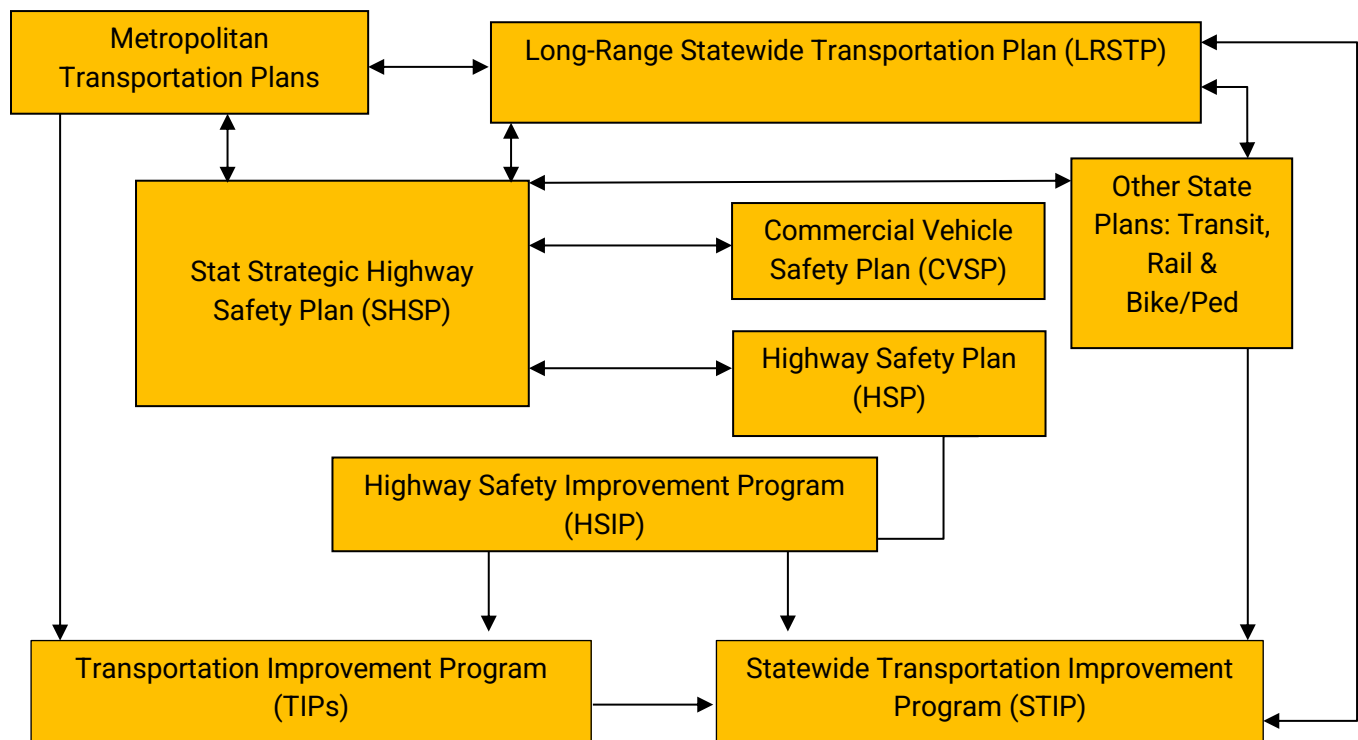 Metropolitan
Transportation Plans
Long-Range Statewide Transportation Plan (LRSTP)
Stat Strategic Highway
Safety Plan (SHSP)
Commercial Vehicle
Safety Plan (CVSP)
Other State
Plans: Transit,
Rail &
Bike/Ped
Highway Safety Plan
(HSP)
Highway Safety Improvement Program
(HSIP)
Transportation Improvement Program
(TIPs)
Statewide Transportation Improvement
Program (STIP)